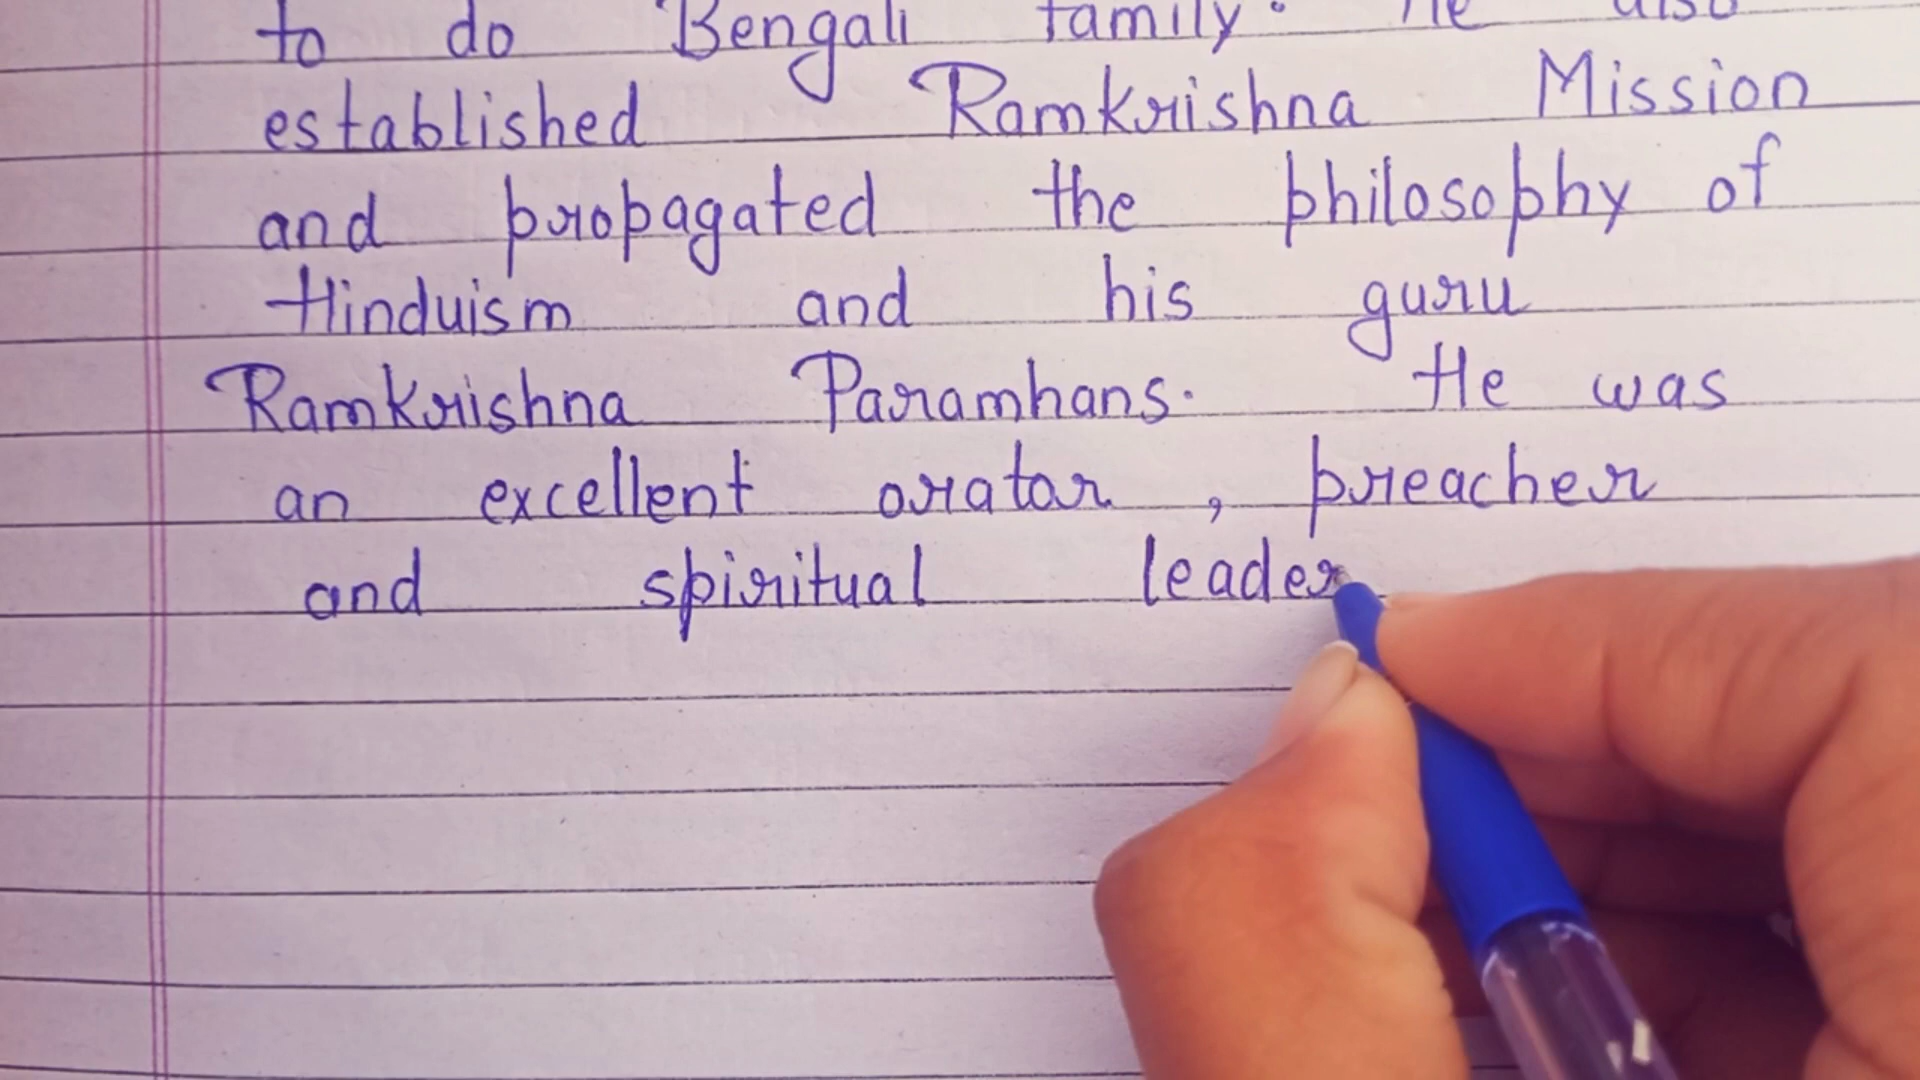 to do Bengali family. He also
established Ramkrishna Mission
and propagated the philosophy of
Hinduism and his guru
Ramkrishna Paramhans. He was
an excellent orator , preacher
and spiritual leader